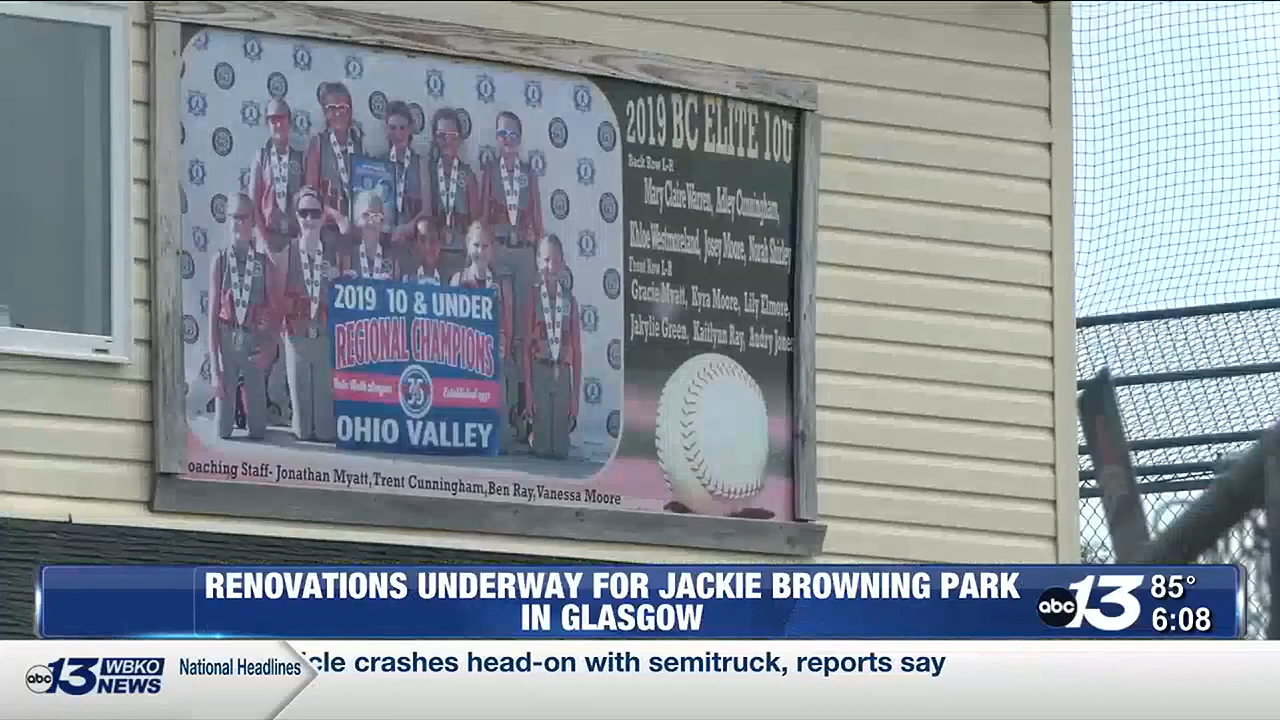 2019 BC ELITE 10U
Back Row L-R
Mary Claire Warren, Adley Cunningham,
Khloe Westmoreland, Josey Moore, Norah Shirley
Front Row L-R
Gracie Myatt, Kyra Moore, Lily Elmore,
Jakylie Green, Kaitlynn Ray, Audry Jones
2019 10 & UNDER
REGIONAL CHAMPIONS
Established 1951
OHIO VALLEY
oaching Staff- Jonathan Myatt,Trent Cunningham,Ben Ray,Vanessa Moore
RENOVATIONS UNDERWAY FOR JACKIE BROWNING PARK
IN GLASGOW
abc 13 85°
6:08
abc 13 WBKO NEWS
National Headlines
icle crashes head-on with semitruck, reports say